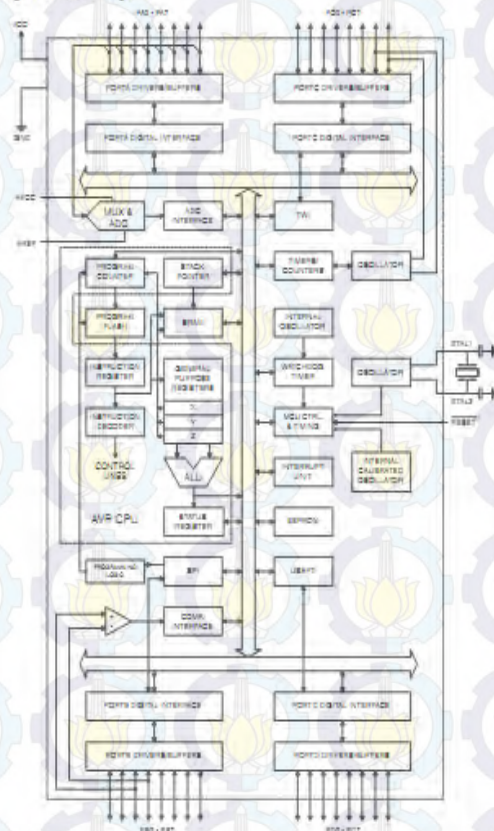 PA0 - PA7
PC0 - PC7
VCC
GND
PORTA DRIVERS/BUFFERS
PORTC DRIVERS/BUFFERS
PORTA DIGITAL INTERFACE
PORTC DIGITAL INTERFACE
AVCC
MUX &
ADC
ADC
INTERFACE
TWI
AREF
PROGRAM
COUNTER
STACK
POINTER
TIMERS/
COUNTERS
OSCILLATOR
PROGRAM
FLASH
SRAM
INTERNAL
OSCILLATOR
XTAL1
INSTRUCTION
REGISTER
GENERAL
PURPOSE
REGISTERS
WATCHDOG
TIMER
OSCILLATOR
XTAL2
X
Y
Z
INSTRUCTION
DECODER
MCU CTRL.
& TIMING
RESET
CONTROL
LINES
ALU
INTERRUPT
UNIT
INTERNAL
CALIBRATED
OSCILLATOR
AVR CPU
STATUS
REGISTER
EEPROM
PROGRAMMING
LOGIC
SPI
USART
COMP.
INTERFACE
PORTB DIGITAL INTERFACE
PORTD DIGITAL INTERFACE
PORTB DRIVERS/BUFFERS
PORTD DRIVERS/BUFFERS
PB0 - PB7
PD0 - PD7